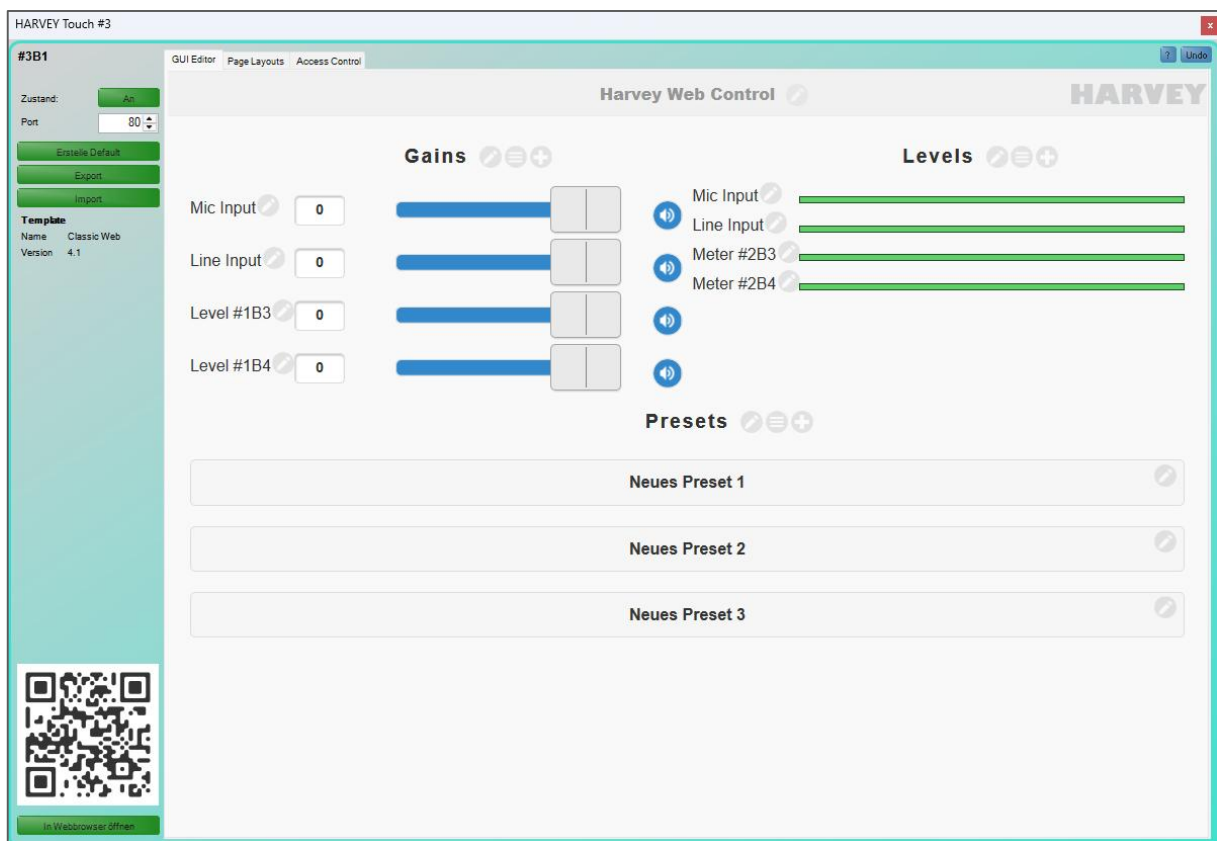 HARVEY Touch #3
x
#3B1
GUI Editor Page Layouts Access Control
? Undo
Zustand: An
Port 80
Erstelle Default
Export
Import
Template
Name Classic Web
Version 4.1
In Webbrowser öffnen
Harvey Web Control
HARVEY
Gains
Mic Input 0
Line Input 0
Level #1B3 0
Level #1B4 0
Levels
Mic Input
Line Input
Meter #2B3
Meter #2B4
Presets
Neues Preset 1
Neues Preset 2
Neues Preset 3